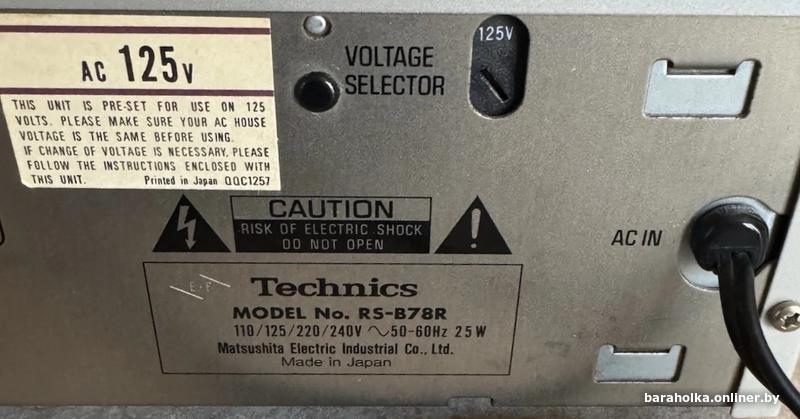 AC 125V
THIS UNIT IS PRE-SET FOR USE ON 125
VOLTS. PLEASE MAKE SURE YOUR AC HOUSE
VOLTAGE IS THE SAME BEFORE USING.
IF CHANGE OF VOLTAGE IS NECESSARY, PLEASE
FOLLOW THE INSTRUCTIONS ENCLOSED WITH
THIS UNIT. Printed in Japan QQC1257
VOLTAGE
SELECTOR
125V
CAUTION
RISK OF ELECTRIC SHOCK
DO NOT OPEN
AC IN
E·F
Technics
MODEL No. RS-B78R
110/125/220/240V ∿50-60Hz 25W
Matsushita Electric Industrial Co., Ltd.
Made in Japan
baraholka.onliner.by